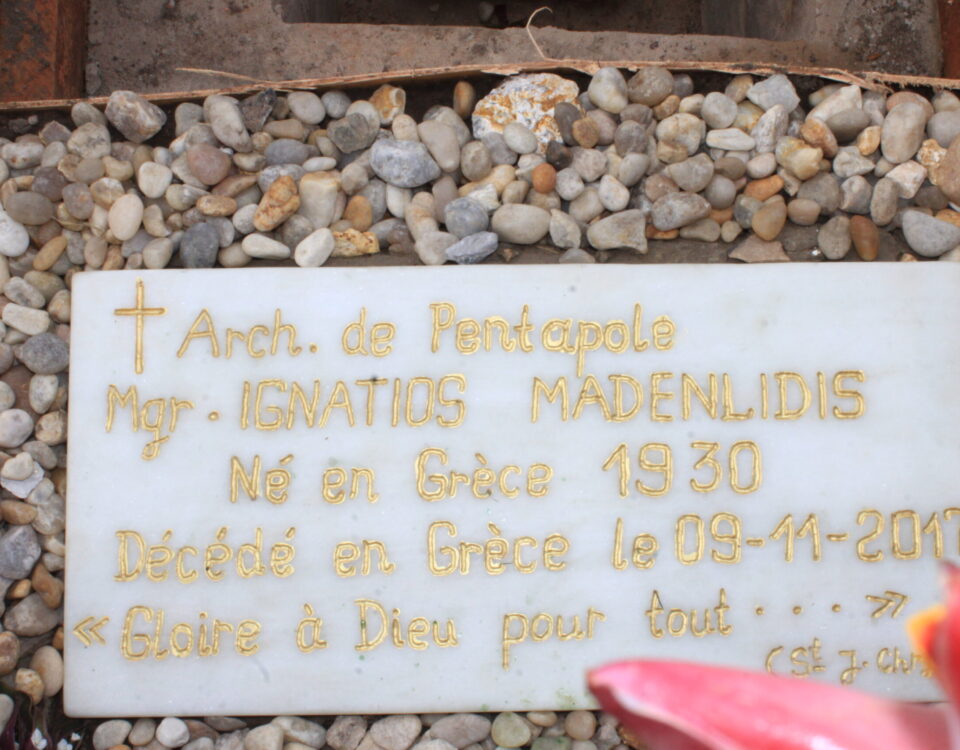 † Arch. de Pentapole
Mgr. IGNATIOS MADENLIDIS
Né en Grèce 1930
Décédé en Grèce le 09-11-2017
« Gloire à Dieu pour tout . . . . »
(St J.